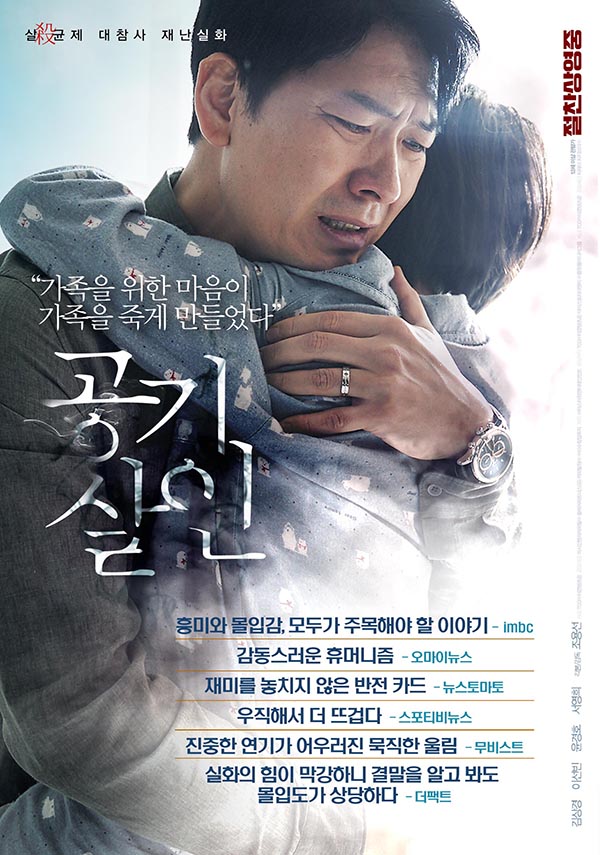 살殺균제 대참사 재난실화
절찬상영중
“가족을 위한 마음이
가족을 죽게 만들었다”
공기
살인
흥미와 몰입감, 모두가 주목해야 할 이야기 - imbc
감동스러운 휴머니즘 - 오마이뉴스
재미를 놓치지 않은 반전 카드 - 뉴스토마토
우직해서 더 뜨겁다 - 스포티비뉴스
진중한 연기가 어우러진 묵직한 울림 - 무비스트
실화의 힘이 막강하니 결말을 알고 봐도
몰입도가 상당하다 - 더팩트
김상경 이선빈 윤경호 서영희 각본/감독 조용선